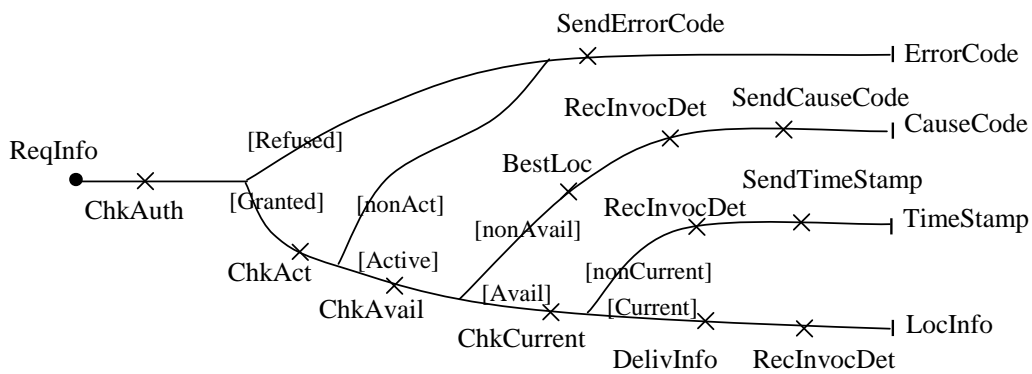 SendErrorCode
ErrorCode
SendCauseCode
RecInvocDet
CauseCode
[Refused]
ReqInfo
BestLoc
SendTimeStamp
ChkAuth
[Granted]
[nonAct]
RecInvocDet
TimeStamp
[nonAvail]
ChkAct
[Active]
[nonCurrent]
[Avail]
[Current]
ChkAvail
LocInfo
ChkCurrent
DelivInfo
RecInvocDet